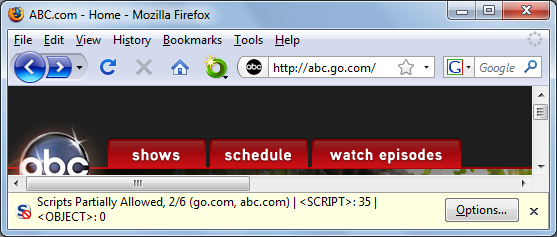 ABC.com - Home - Mozilla Firefox
File Edit View History Bookmarks Tools Help
abc http://abc.go.com/ G Google
abc shows schedule watch episodes
Scripts Partially Allowed, 2/6 (go.com, abc.com) | <SCRIPT>: 35 |
<OBJECT>: 0
Options...